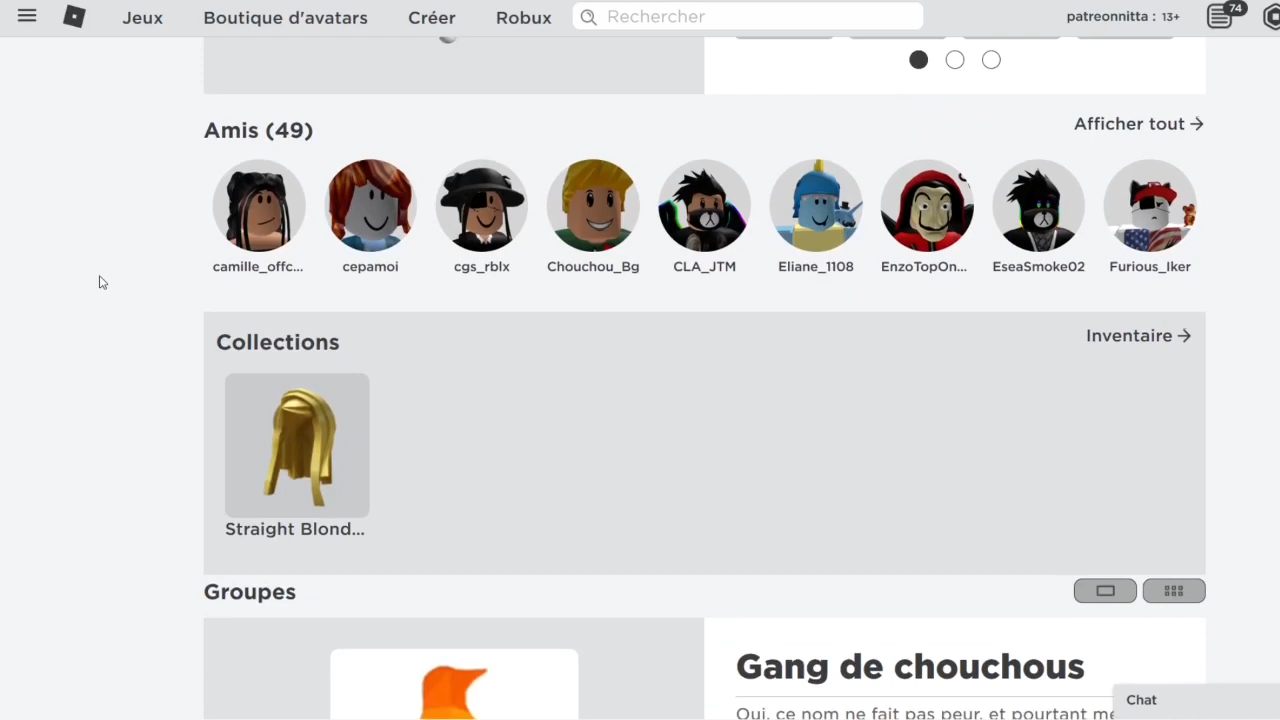 Jeux Boutique d'avatars Créer Robux Rechercher patreonnitta : 13+ 74
Amis (49) Afficher tout →
camille_offc... cepamoi cgs_rblx Chouchou_Bg CLA_JTM Eliane_1108 EnzoTopOn... EseaSmoke02 Furious_Iker
Collections Inventaire →
Straight Blond...
Groupes
Gang de chouchous
Chat
Oui, ce nom ne fait pas peur, et pourtant